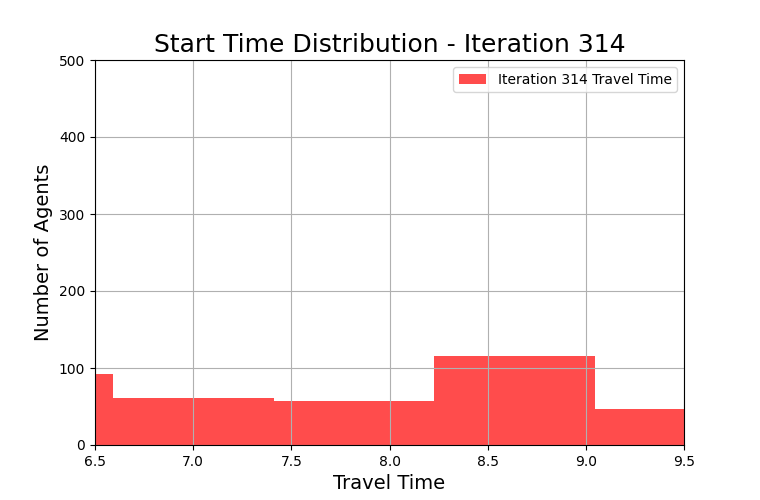 Start Time Distribution - Iteration 314
Iteration 314 Travel Time
Number of Agents
500
400
300
200
100
0
6.5 7.0 7.5 8.0 8.5 9.0 9.5
Travel Time